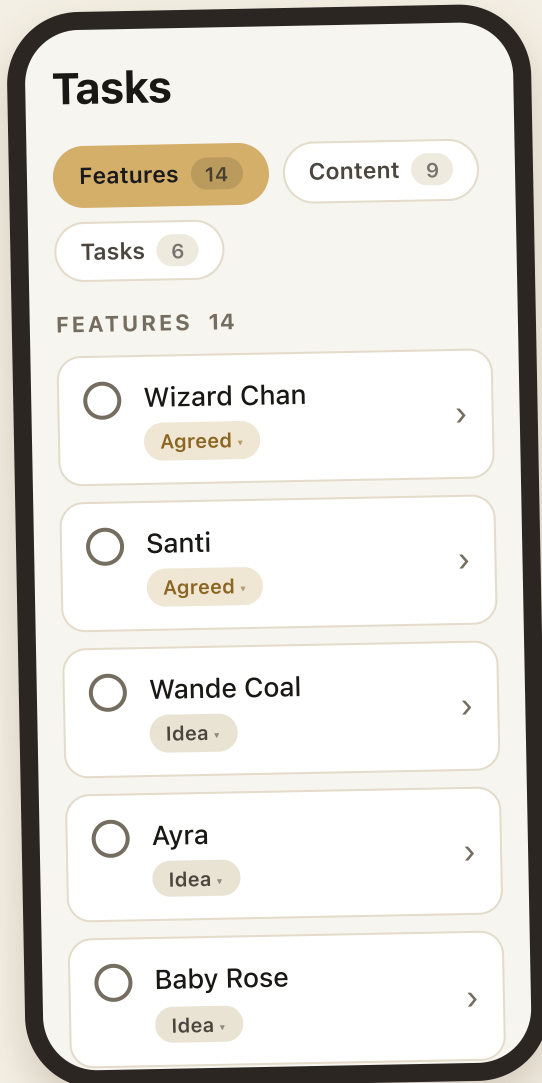 Tasks
Features 14
Content 9
Tasks 6
FEATURES 14
Wizard Chan
Agreed
Santi
Agreed
Wande Coal
Idea
Ayra
Idea
Baby Rose
Idea